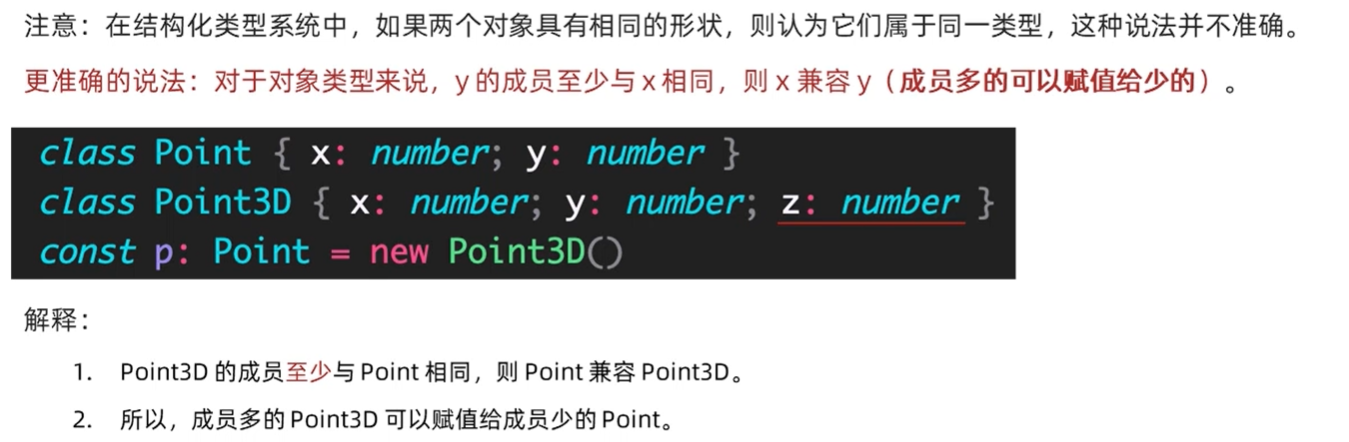 注意：在结构化类型系统中，如果两个对象具有相同的形状，则认为它们属于同一类型，这种说法并不准确。
更准确的说法：对于对象类型来说，y 的成员至少与 x 相同，则 x 兼容 y（成员多的可以赋值给少的）。
class Point { x: number; y: number }
class Point3D { x: number; y: number; z: number }
const p: Point = new Point3D()
解释：
1. Point3D 的成员至少与 Point 相同，则 Point 兼容 Point3D。
2. 所以，成员多的 Point3D 可以赋值给成员少的 Point。